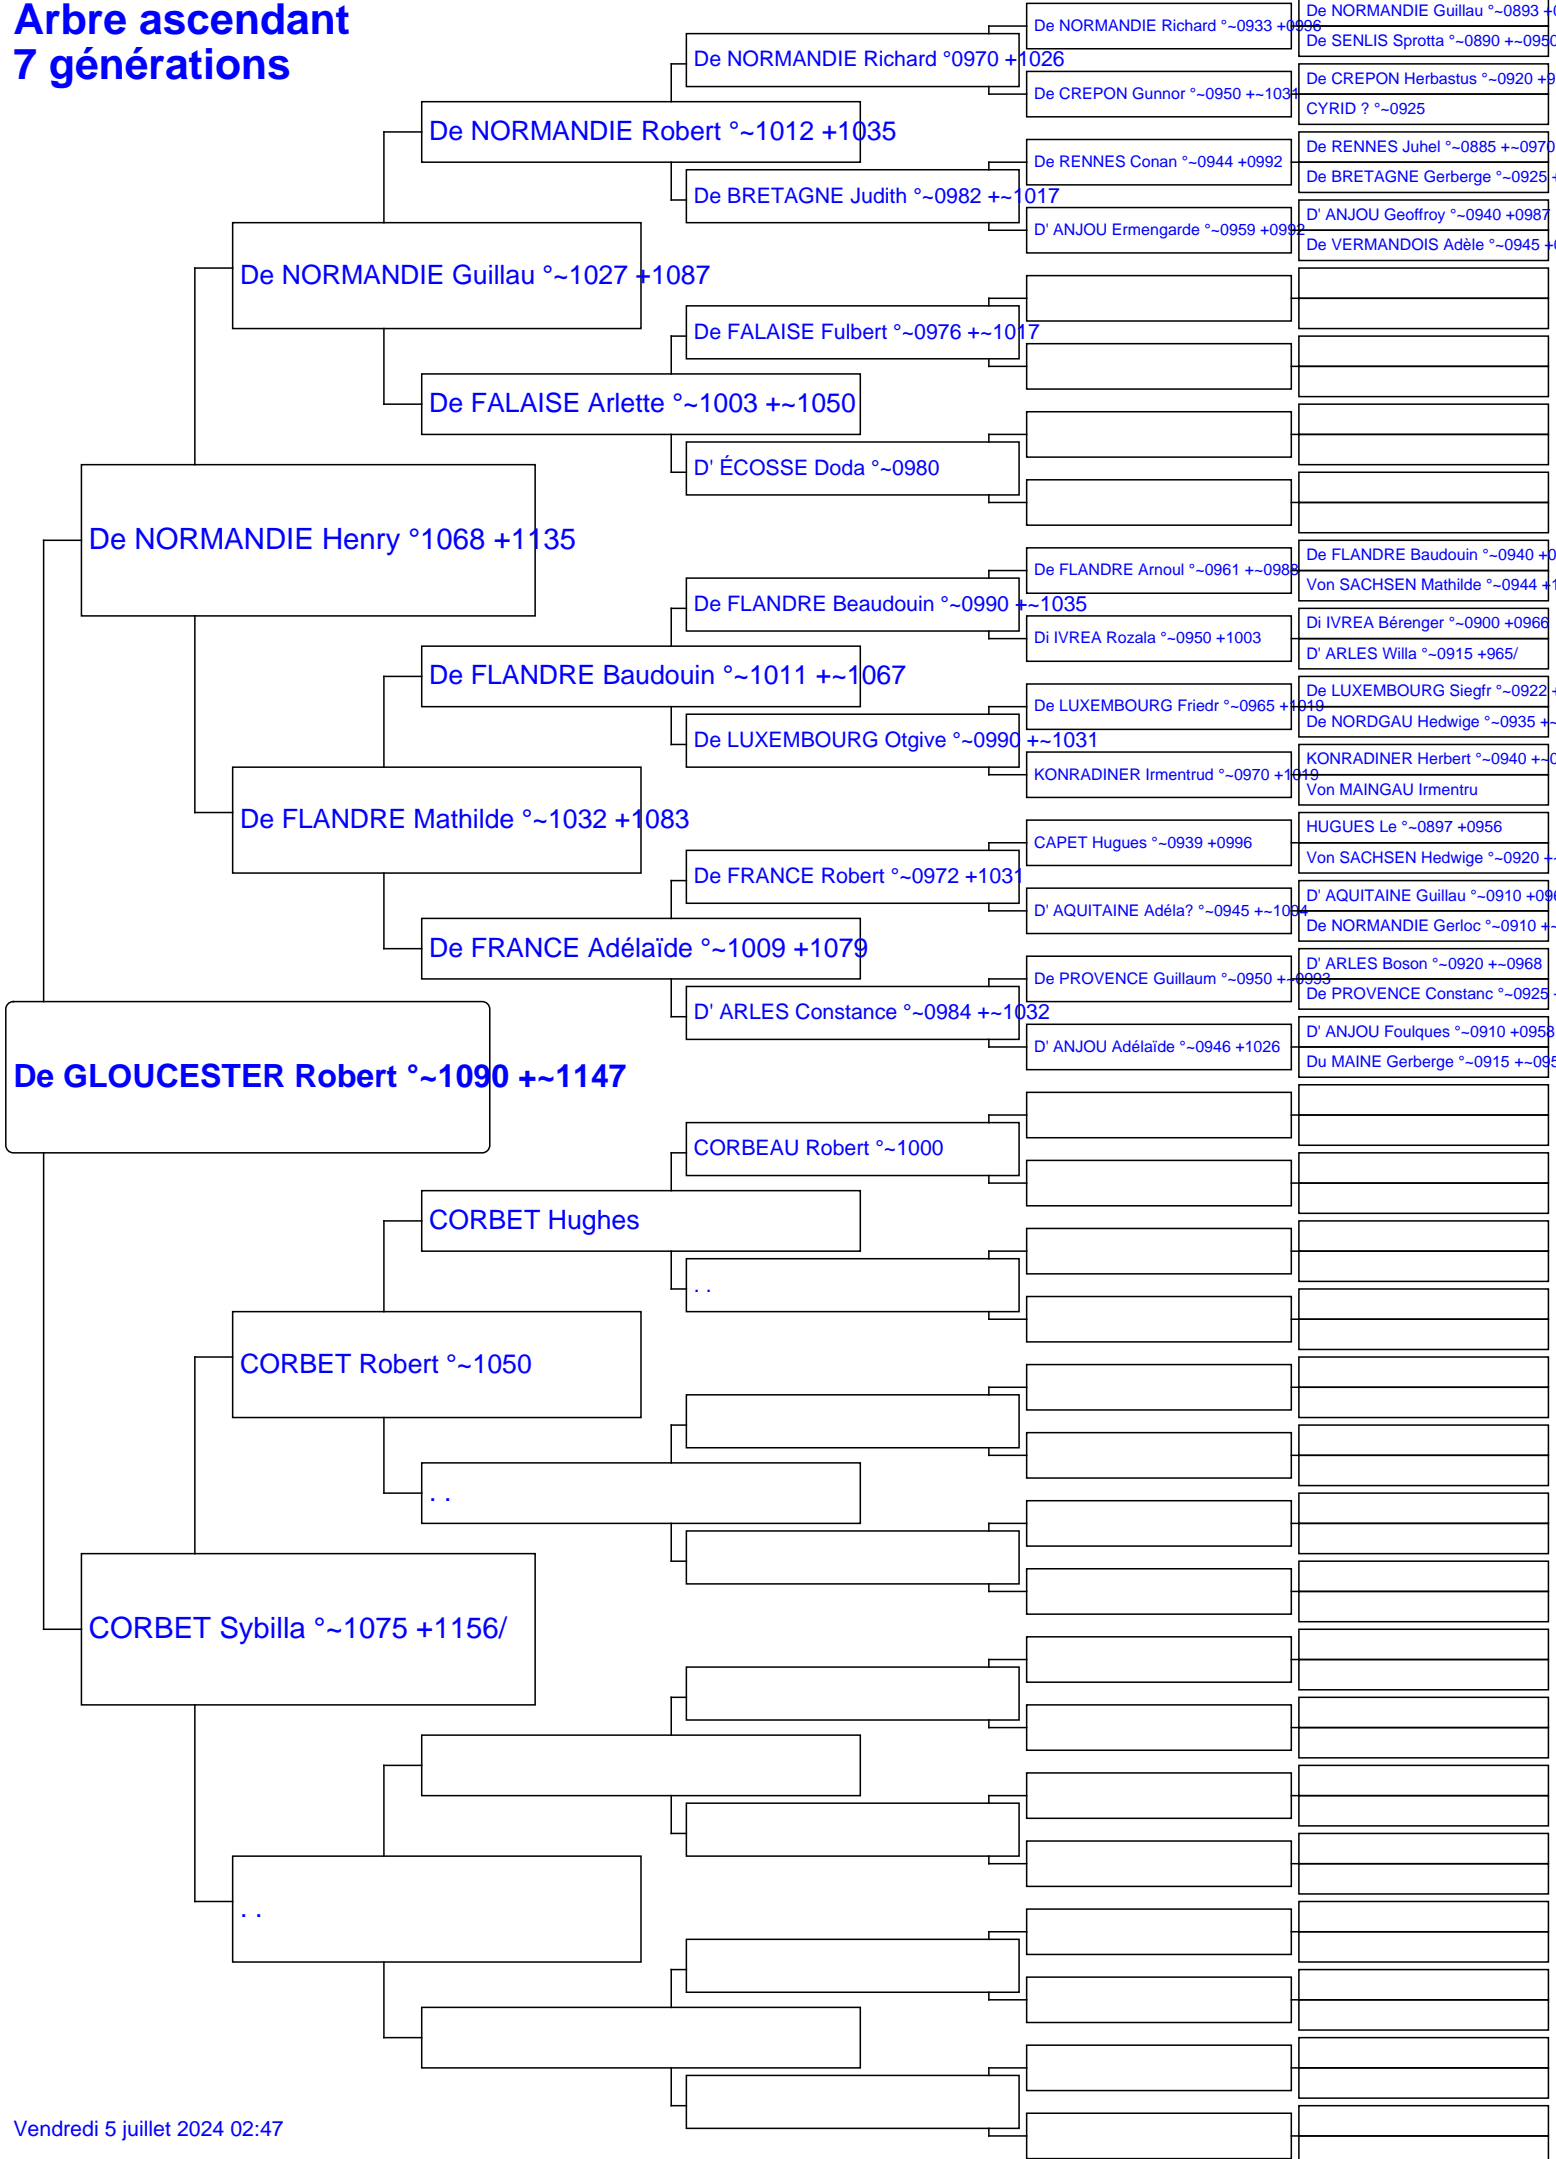 Arbre ascendant
7 générations
De GLOUCESTER Robert °~1090 +~1147
De NORMANDIE Henry °1068 +1135
CORBET Sybilla °~1075 +1156/
De NORMANDIE Guillau °~1027 +1087
De FLANDRE Mathilde °~1032 +1083
CORBET Robert °~1050
. .
De NORMANDIE Robert °~1012 +1035
De FALAISE Arlette °~1003 +~1050
De FLANDRE Baudouin °~1011 +~1067
De FRANCE Adélaïde °~1009 +1079
CORBET Hughes
. .
De NORMANDIE Richard °0970 +1026
De BRETAGNE Judith °~0982 +~1017
De FALAISE Fulbert °~0976 +~1017
D' ÉCOSSE Doda °~0980
De FLANDRE Beaudouin °~0990 +~1035
De LUXEMBOURG Otgive °~0990 +~1031
De FRANCE Robert °~0972 +1031
D' ARLES Constance °~0984 +~1032
CORBEAU Robert °~1000
. .
De NORMANDIE Richard °~0933 +0996
De CREPON Gunnor °~0950 +~1031
De RENNES Conan °~0944 +0992
D' ANJOU Ermengarde °~0959 +0992
De FLANDRE Arnoul °~0961 +~0988
Di IVREA Rozala °~0950 +1003
De LUXEMBOURG Friedr °~0965 +1019
KONRADINER Irmentrud °~0970 +1019
CAPET Hugues °~0939 +0996
D' AQUITAINE Adéla? °~0945 +~1004
De PROVENCE Guillaum °~0950 +~0993
D' ANJOU Adélaïde °~0946 +1026
De NORMANDIE Guillau °~0893 +0
De SENLIS Sprotta °~0890 +~0950
De CREPON Herbastus °~0920 +9
CYRID ? °~0925
De RENNES Juhel °~0885 +~0970
De BRETAGNE Gerberge °~0925 +
D' ANJOU Geoffroy °~0940 +0987
De VERMANDOIS Adèle °~0945 +0
De FLANDRE Baudouin °~0940 +0
Von SACHSEN Mathilde °~0944 +1
Di IVREA Bérenger °~0900 +0966
D' ARLES Willa °~0915 +965/
De LUXEMBOURG Siegfr °~0922 +
De NORDGAU Hedwige °~0935 +~
KONRADINER Herbert °~0940 +~0
Von MAINGAU Irmentru
HUGUES Le °~0897 +0956
Von SACHSEN Hedwige °~0920 +~
D' AQUITAINE Guillau °~0910 +096
De NORMANDIE Gerloc °~0910 +~
D' ARLES Boson °~0920 +~0968
De PROVENCE Constanc °~0925 +
D' ANJOU Foulques °~0910 +0958
Du MAINE Gerberge °~0915 +~095
Vendredi 5 juillet 2024 02:47